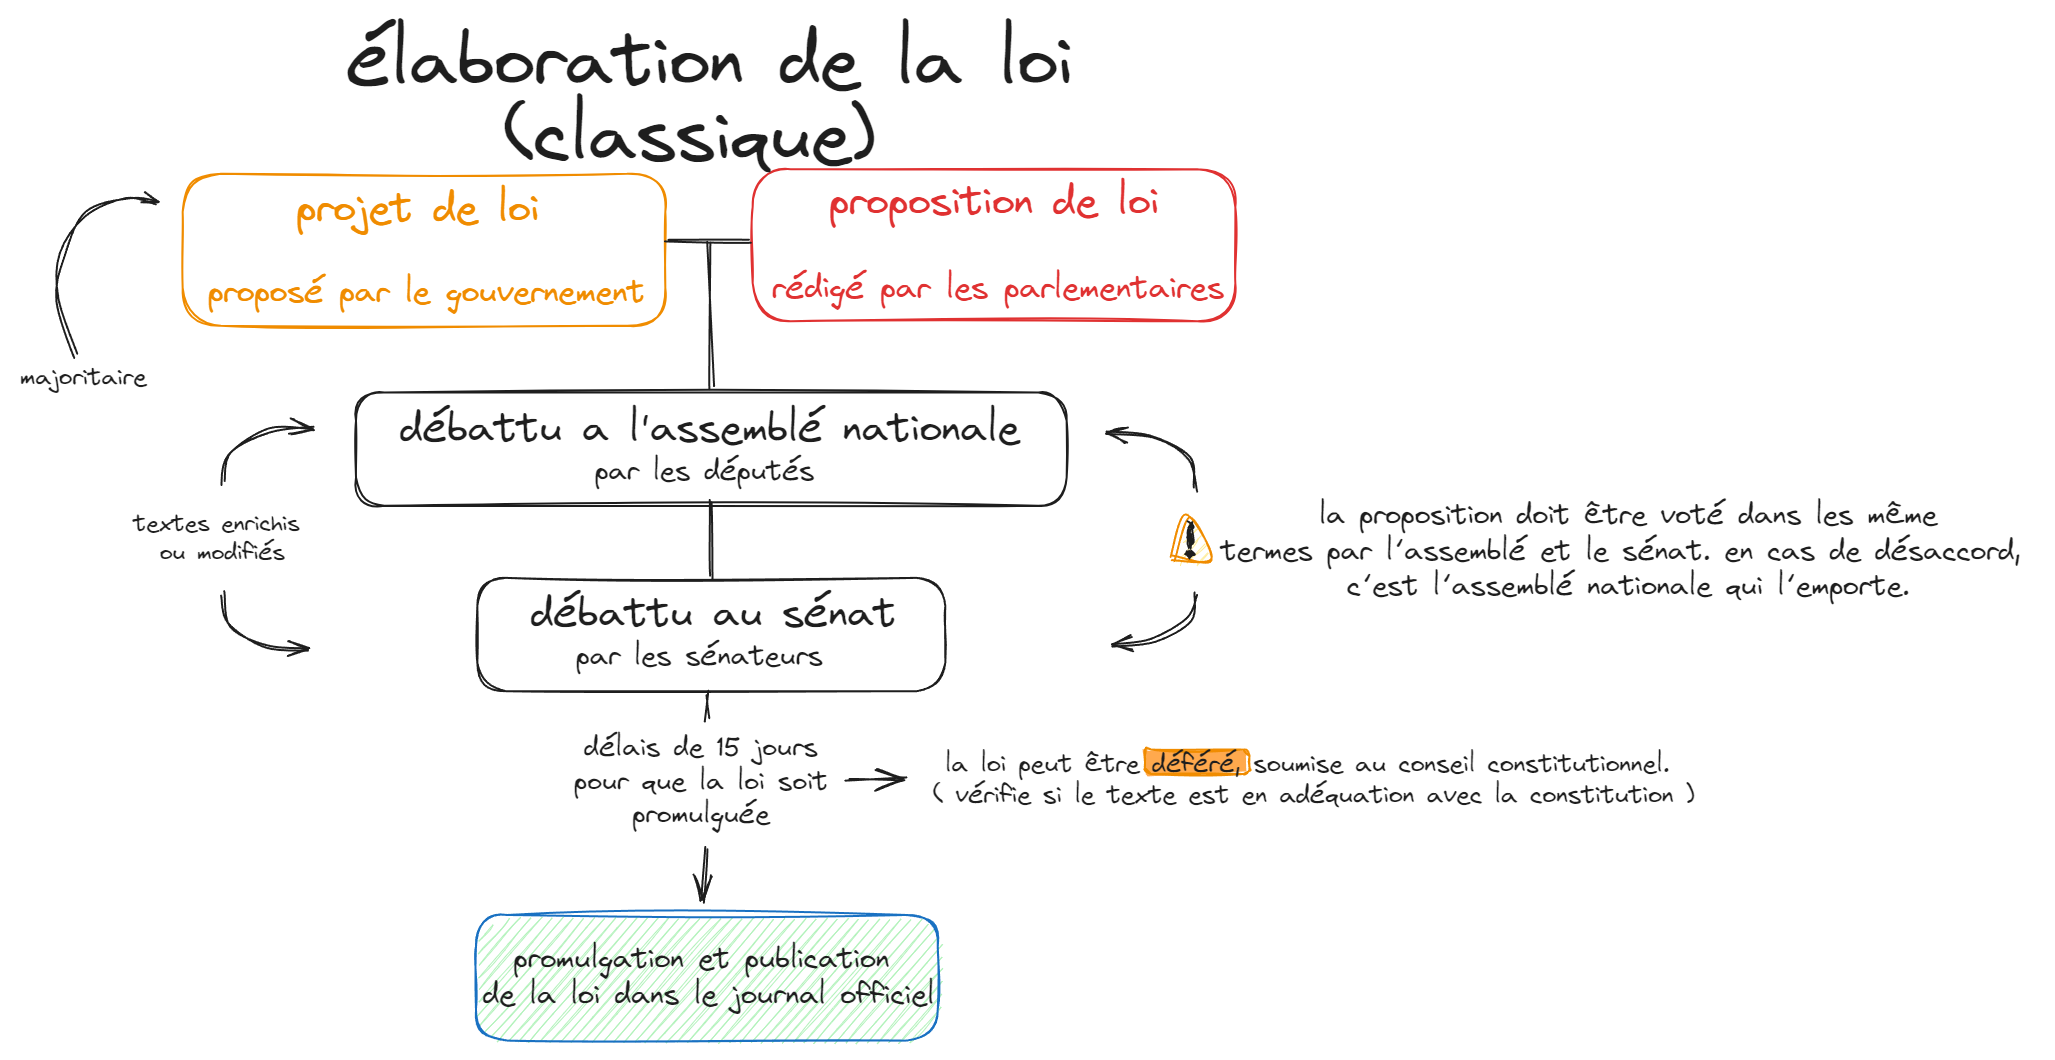 élaboration de la loi
(classique)
projet de loi
proposé par le gouvernement
proposition de loi
rédigé par les parlementaires
majoritaire
débattu a l'assemblé nationale
par les députés
textes enrichis
ou modifiés
la proposition doit être voté dans les même
termes par l'assemblé et le sénat. en cas de désaccord,
c'est l'assemblé nationale qui l'emporte.
débattu au sénat
par les sénateurs
délais de 15 jours
pour que la loi soit
promulguée
la loi peut être déféré, soumise au conseil constitutionnel.
( vérifie si le texte est en adéquation avec la constitution )
promulgation et publication
de la loi dans le journal officiel